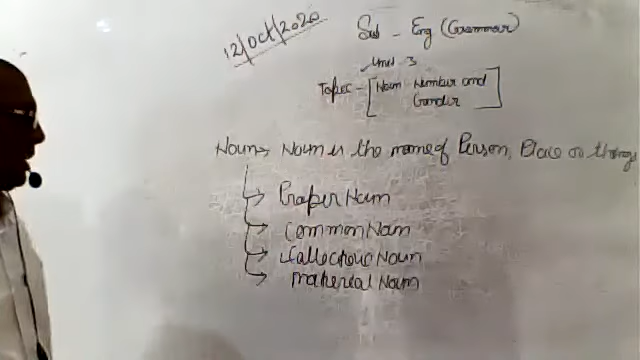 12/Oct/2020
Sub - Eng (Grammar)
Unit 3
Topic - [Noun Number and
Gender]
Noun → Noun is the name of Person, Place or things
→ Proper Noun
→ Common Noun
→ Collective Noun
→ Material Noun